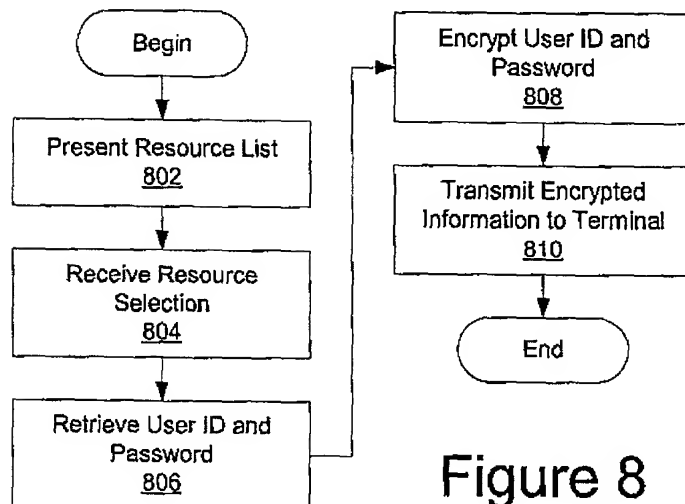 Begin
Present Resource List
802
Receive Resource
Selection
804
Retrieve User ID and
Password
806
Encrypt User ID and
Password
808
Transmit Encrypted
Information to Terminal
810
End
Figure 8